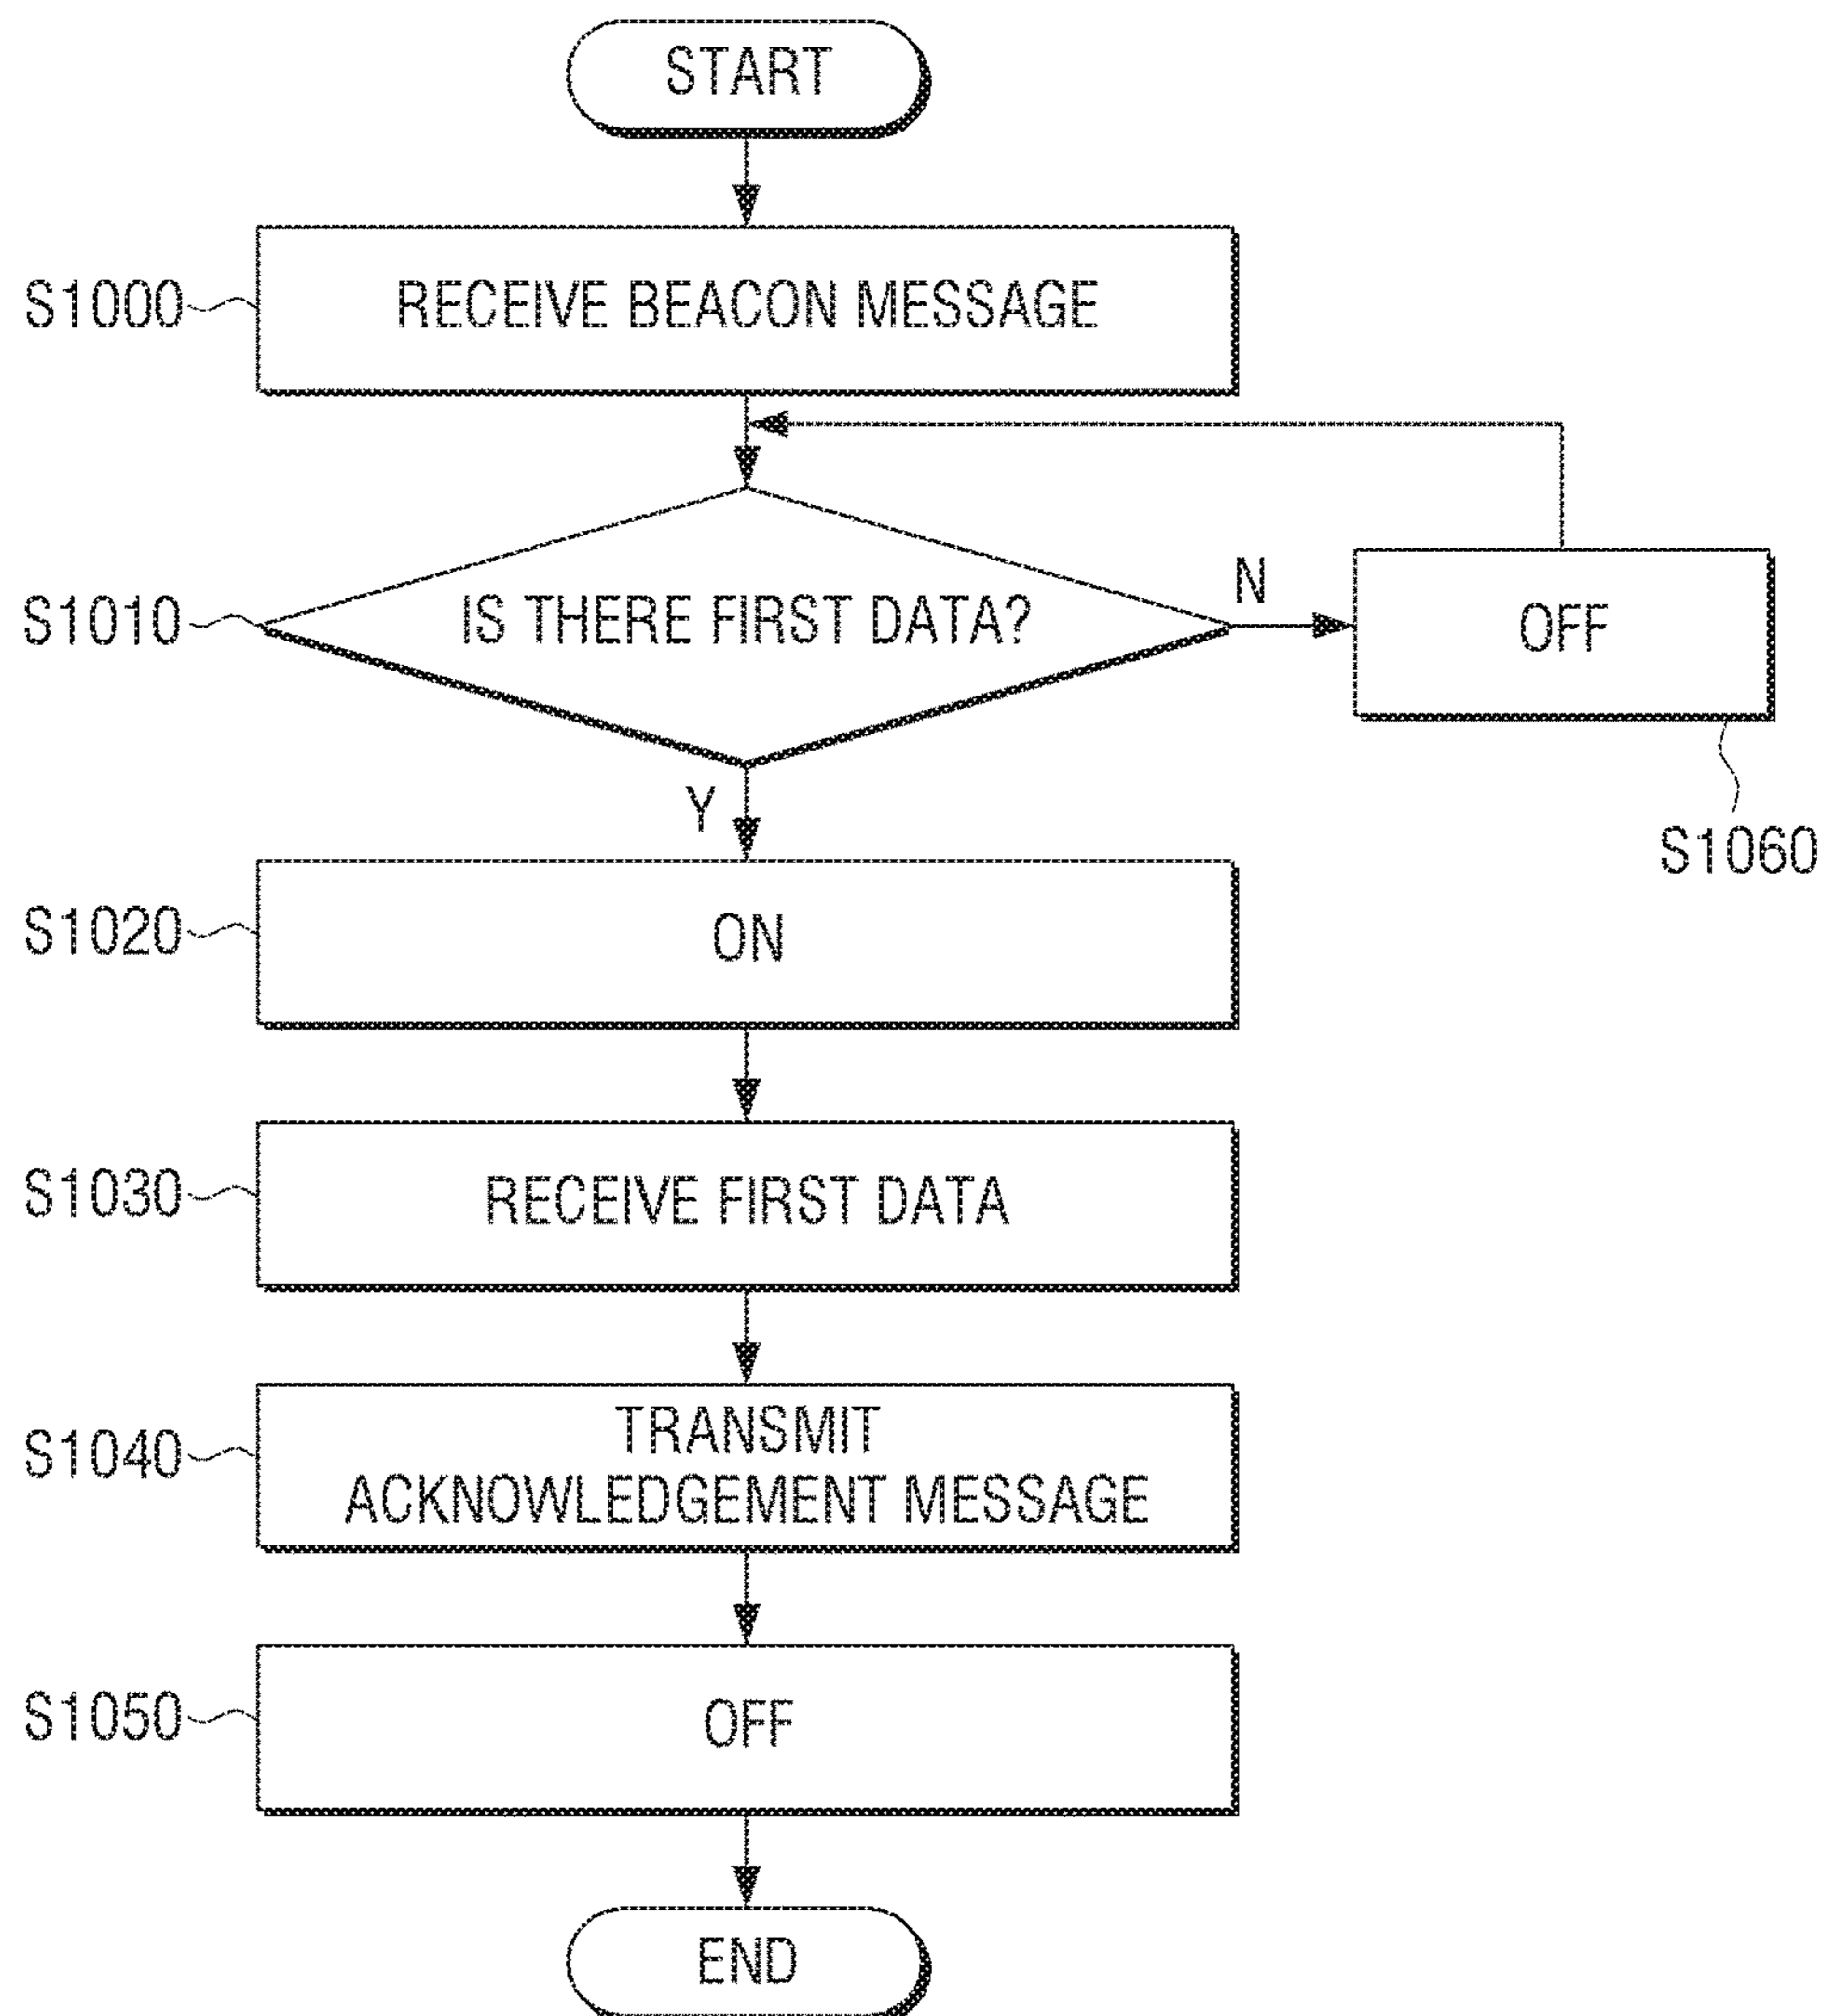 START
S1000
RECEIVE BEACON MESSAGE
S1010
IS THERE FIRST DATA?
N
OFF
S1060
Y
S1020
ON
S1030
RECEIVE FIRST DATA
S1040
TRANSMIT
ACKNOWLEDGEMENT MESSAGE
S1050
OFF
END